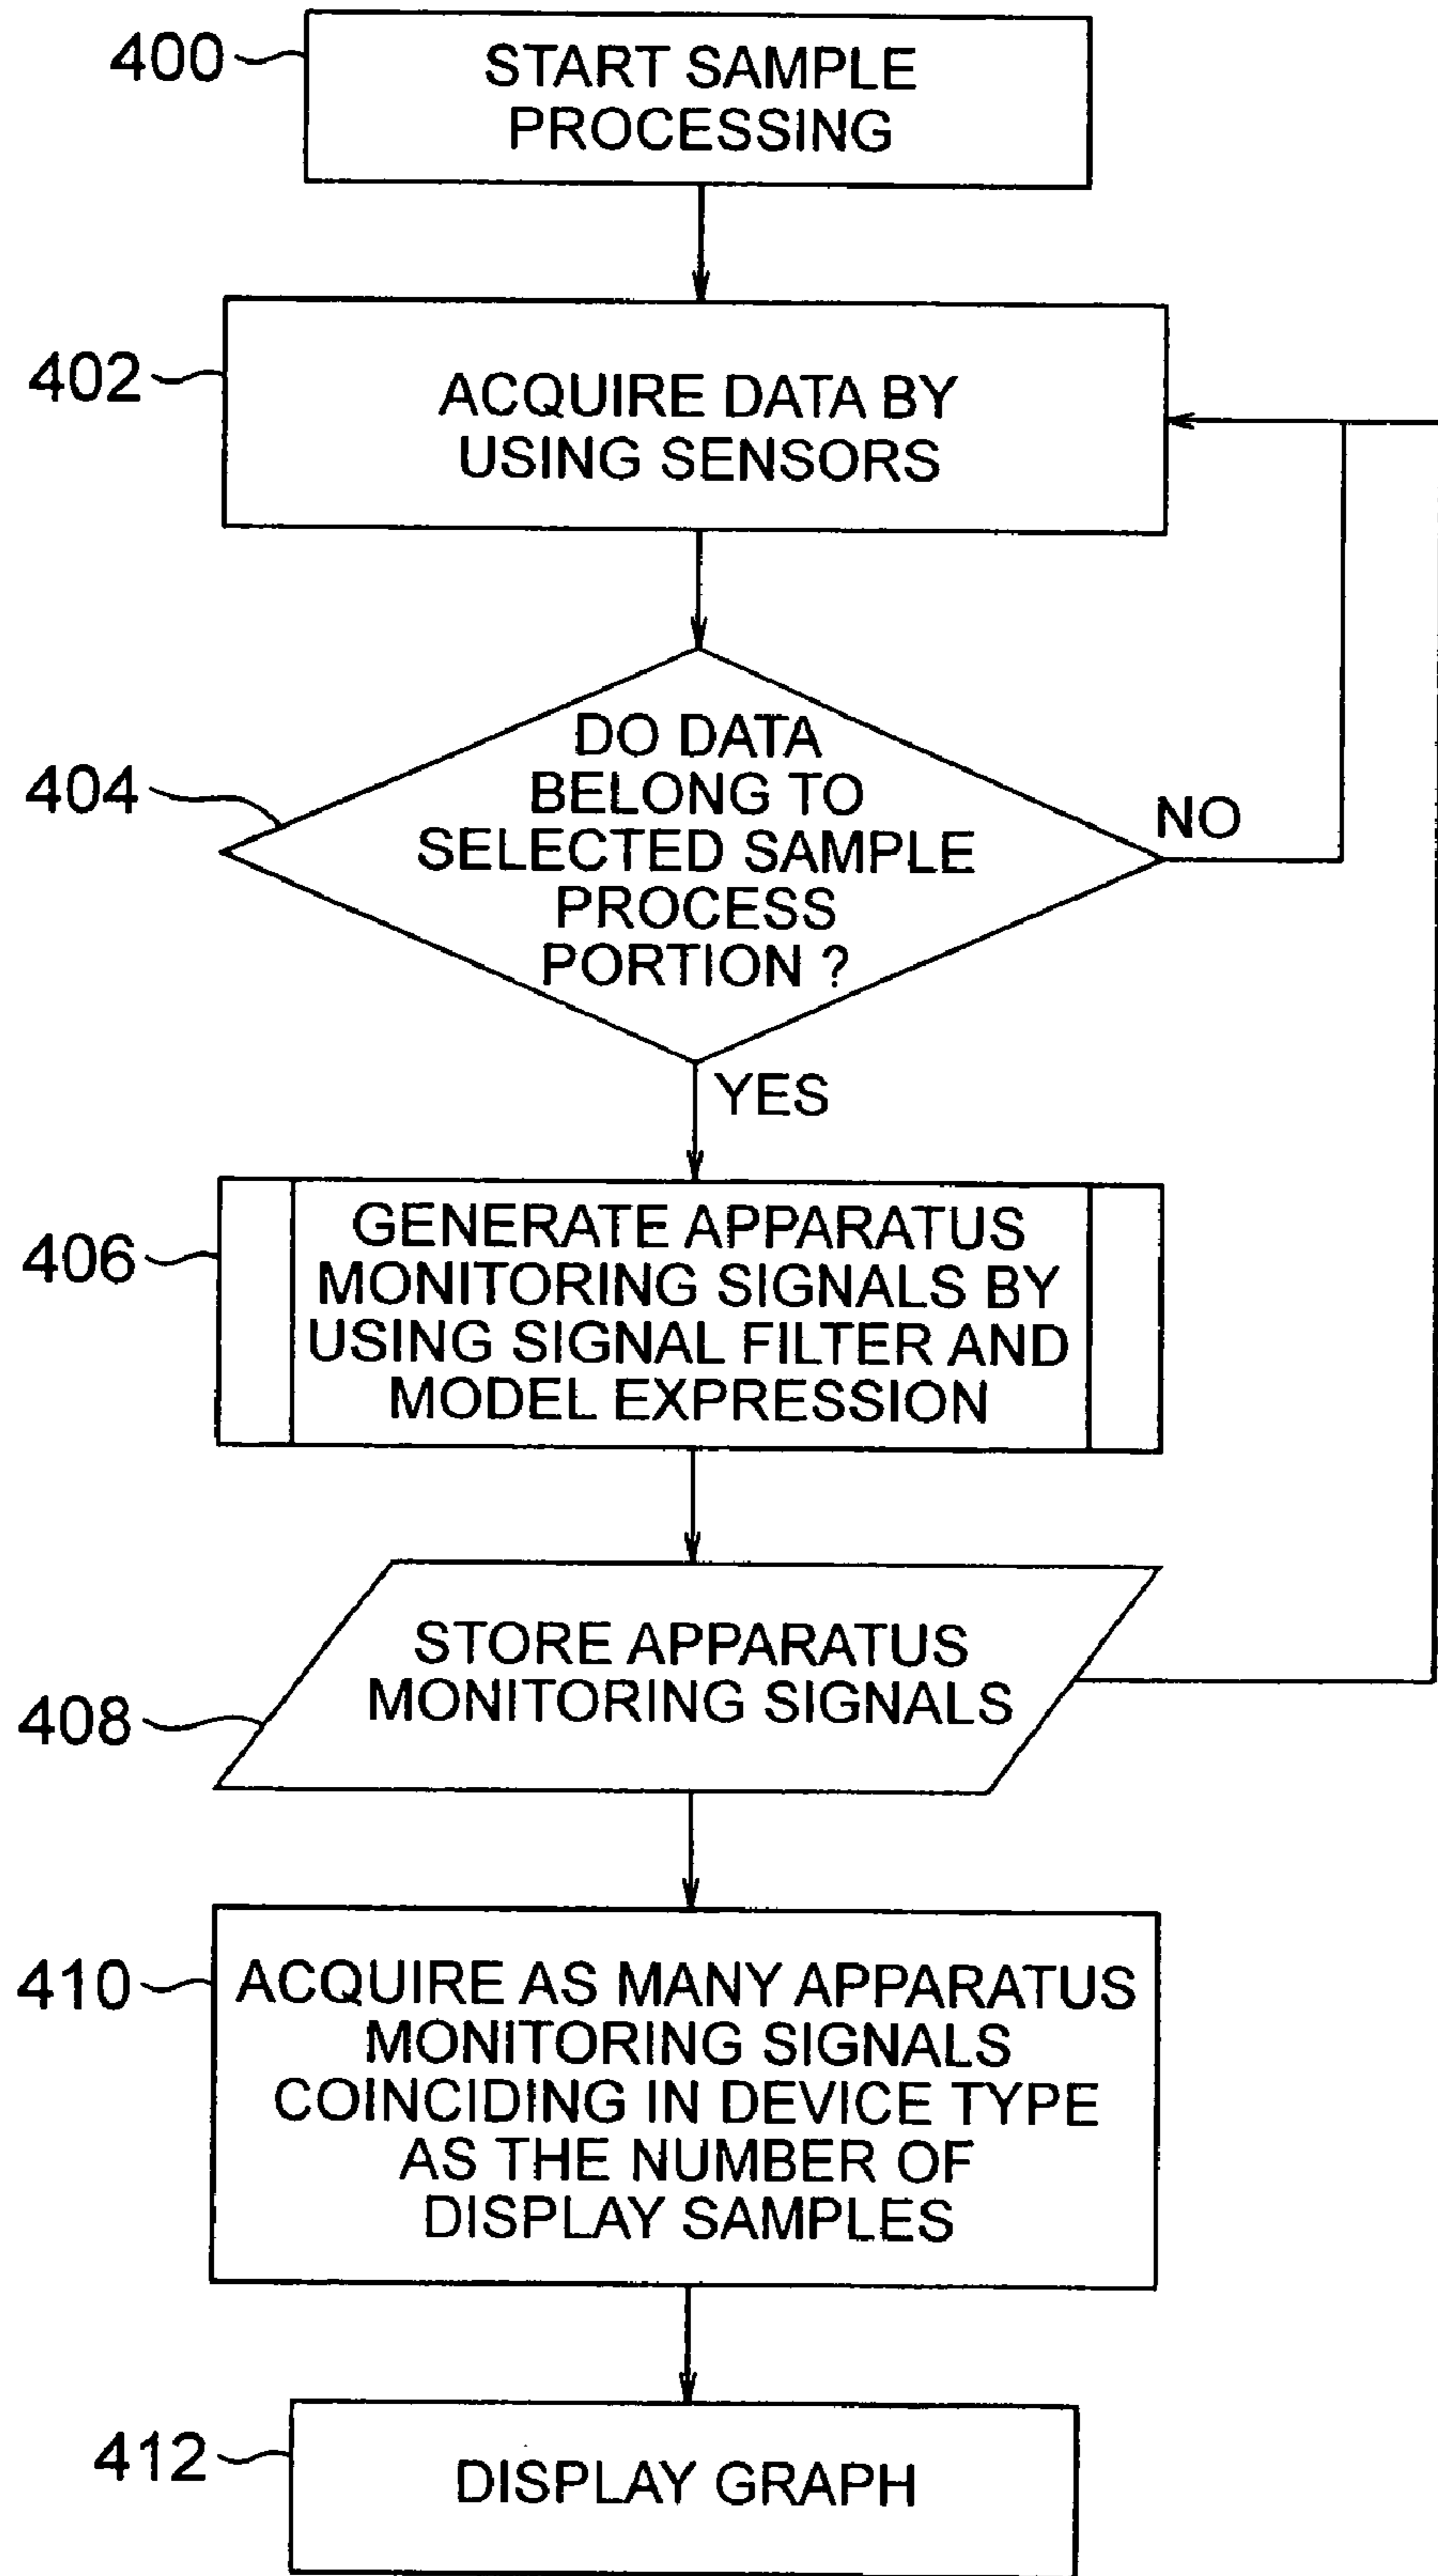 400
START SAMPLE
PROCESSING
402
ACQUIRE DATA BY
USING SENSORS
404
DO DATA
BELONG TO
SELECTED SAMPLE
PROCESS
PORTION ?
NO
YES
406
GENERATE APPARATUS
MONITORING SIGNALS BY
USING SIGNAL FILTER AND
MODEL EXPRESSION
408
STORE APPARATUS
MONITORING SIGNALS
410
ACQUIRE AS MANY APPARATUS
MONITORING SIGNALS
COINCIDING IN DEVICE TYPE
AS THE NUMBER OF
DISPLAY SAMPLES
412
DISPLAY GRAPH